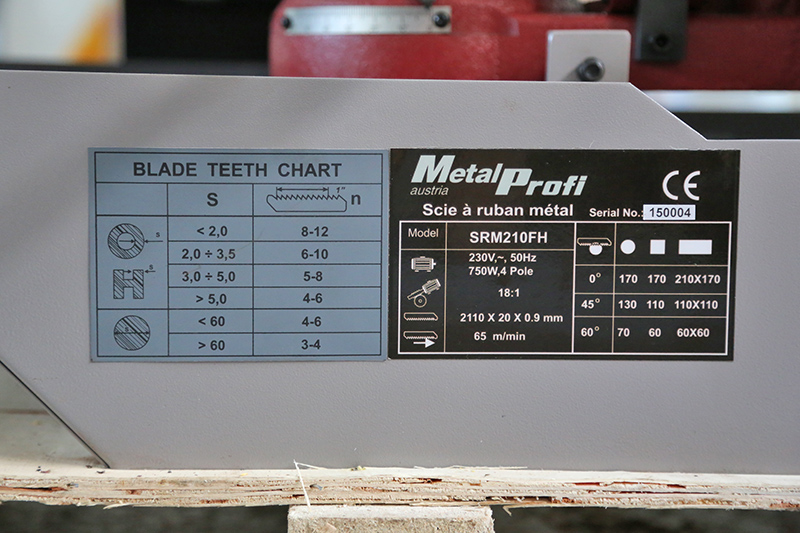 BLADE TEETH CHART
S 1" n
s < 2,0 8-12
2,0 ÷ 3,5 6-10
s 3,0 ÷ 5,0 5-8
> 5,0 4-6
< 60 4-6
s > 60 3-4
MetalProfi
austria
CE
Scie à ruban métal Serial No.: 150004
Model SRM210FH
230V,~, 50Hz
750W,4 Pole
18:1
2110 X 20 X 0.9 mm
65 m/min
0° 170 170 210X170
45° 130 110 110X110
60° 70 60 60X60